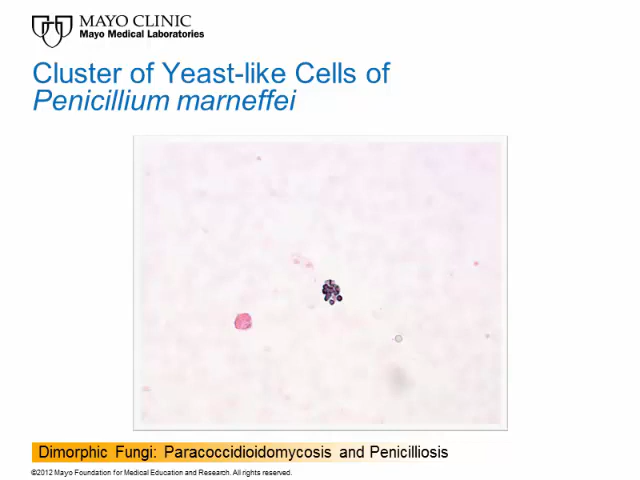 MAYO CLINIC
Mayo Medical Laboratories
Cluster of Yeast-like Cells of
Penicillium marneffei
Dimorphic Fungi: Paracoccidioidomycosis and Penicilliosis
©2012 Mayo Foundation for Medical Education and Research. All rights reserved.